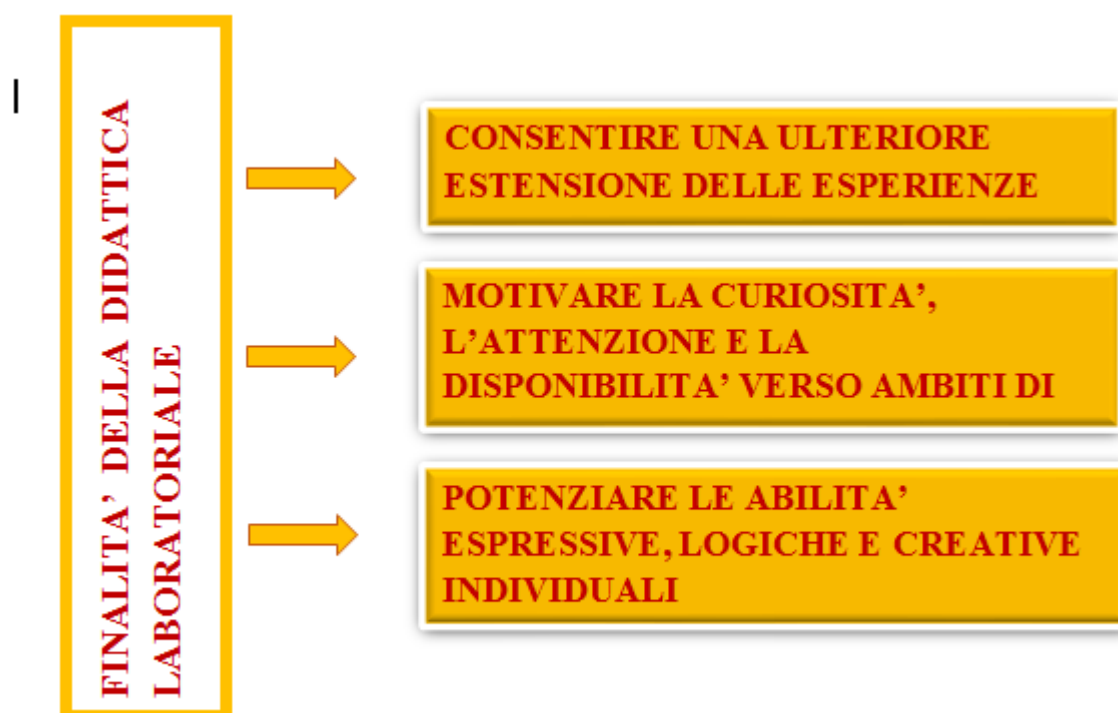 FINALITA’ DELLA DIDATTICA
LABORATORIALE
CONSENTIRE UNA ULTERIORE
ESTENSIONE DELLE ESPERIENZE
MOTIVARE LA CURIOSITA’,
L’ATTENZIONE E LA
DISPONIBILITA’ VERSO AMBITI DI
POTENZIARE LE ABILITA’
ESPRESSIVE, LOGICHE E CREATIVE
INDIVIDUALI